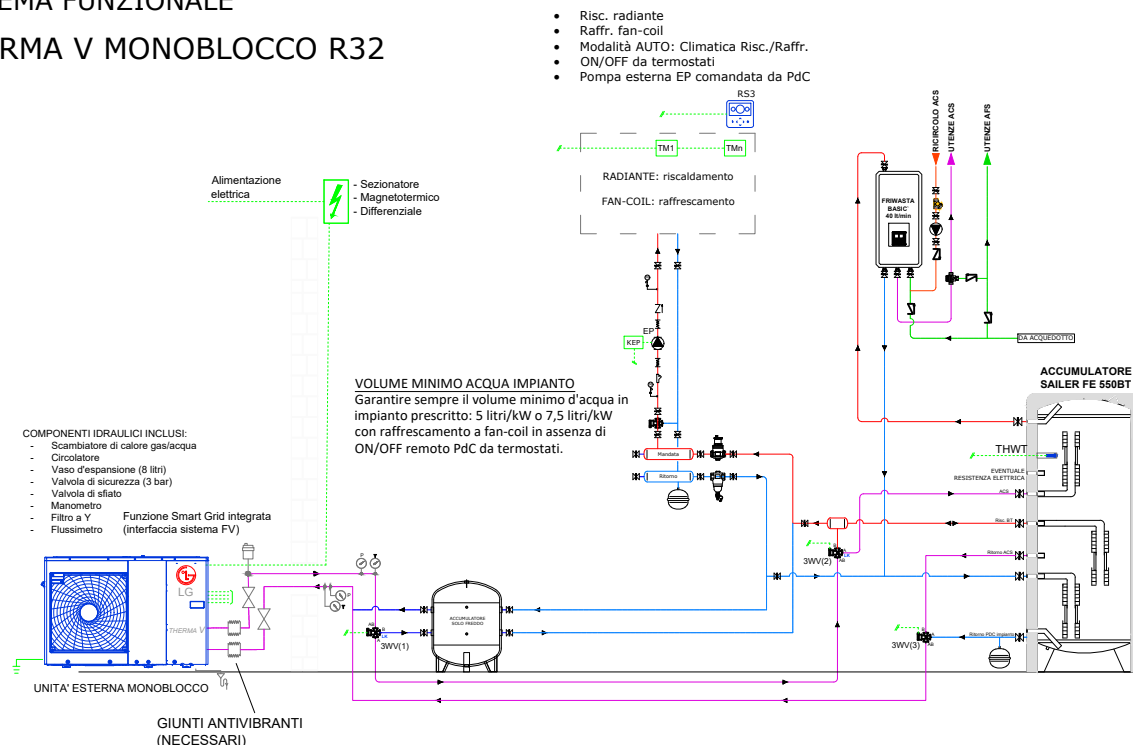 EMA FUNZIONALE
RMA V MONOBLOCCO R32
• Risc. radiante
• Raffr. fan-coil
• Modalità AUTO: Climatica Risc./Raffr.
• ON/OFF da termostati
• Pompa esterna EP comandata da PdC
RS3
TM1
TMn
RADIANTE: riscaldamento
FAN-COIL: raffrescamento
Alimentazione
elettrica
- Sezionatore
- Magnetotermico
- Differenziale
RICIRCOLO ACS
UTENZE ACS
UTENZE AFS
FRIWASTA
BASIC
40 lt/min
DA ACQUEDOTTO
EP
KEP
VOLUME MINIMO ACQUA IMPIANTO
Garantire sempre il volume minimo d'acqua in
impianto prescritto: 5 litri/kW o 7,5 litri/kW
con raffrescamento a fan-coil in assenza di
ON/OFF remoto PdC da termostati.
Mandata
Ritorno
ACCUMULATORE
SAILER FE 550BT
THWT
EVENTUALE
RESISTENZA ELETTRICA
ACS
Risc. BT
Ritorno ACS
Ritorno PDC impianto
COMPONENTI IDRAULICI INCLUSI:
- Scambiatore di calore gas/acqua
- Circolatore
- Vaso d'espansione (8 litri)
- Valvola di sicurezza (3 bar)
- Valvola di sfiato
- Manometro
- Filtro a Y
- Flussimetro
Funzione Smart Grid integrata
(interfaccia sistema FV)
P
T
P
T
LG
THERMA V
ACCUMULATORE
SOLO FREDDO
AB
B
LR
A
3WV(1)
B
A
LR
AB
3WV(2)
B
A
AB
3WV(3)
UNITA' ESTERNA MONOBLOCCO
GIUNTI ANTIVIBRANTI
(NECESSARI)